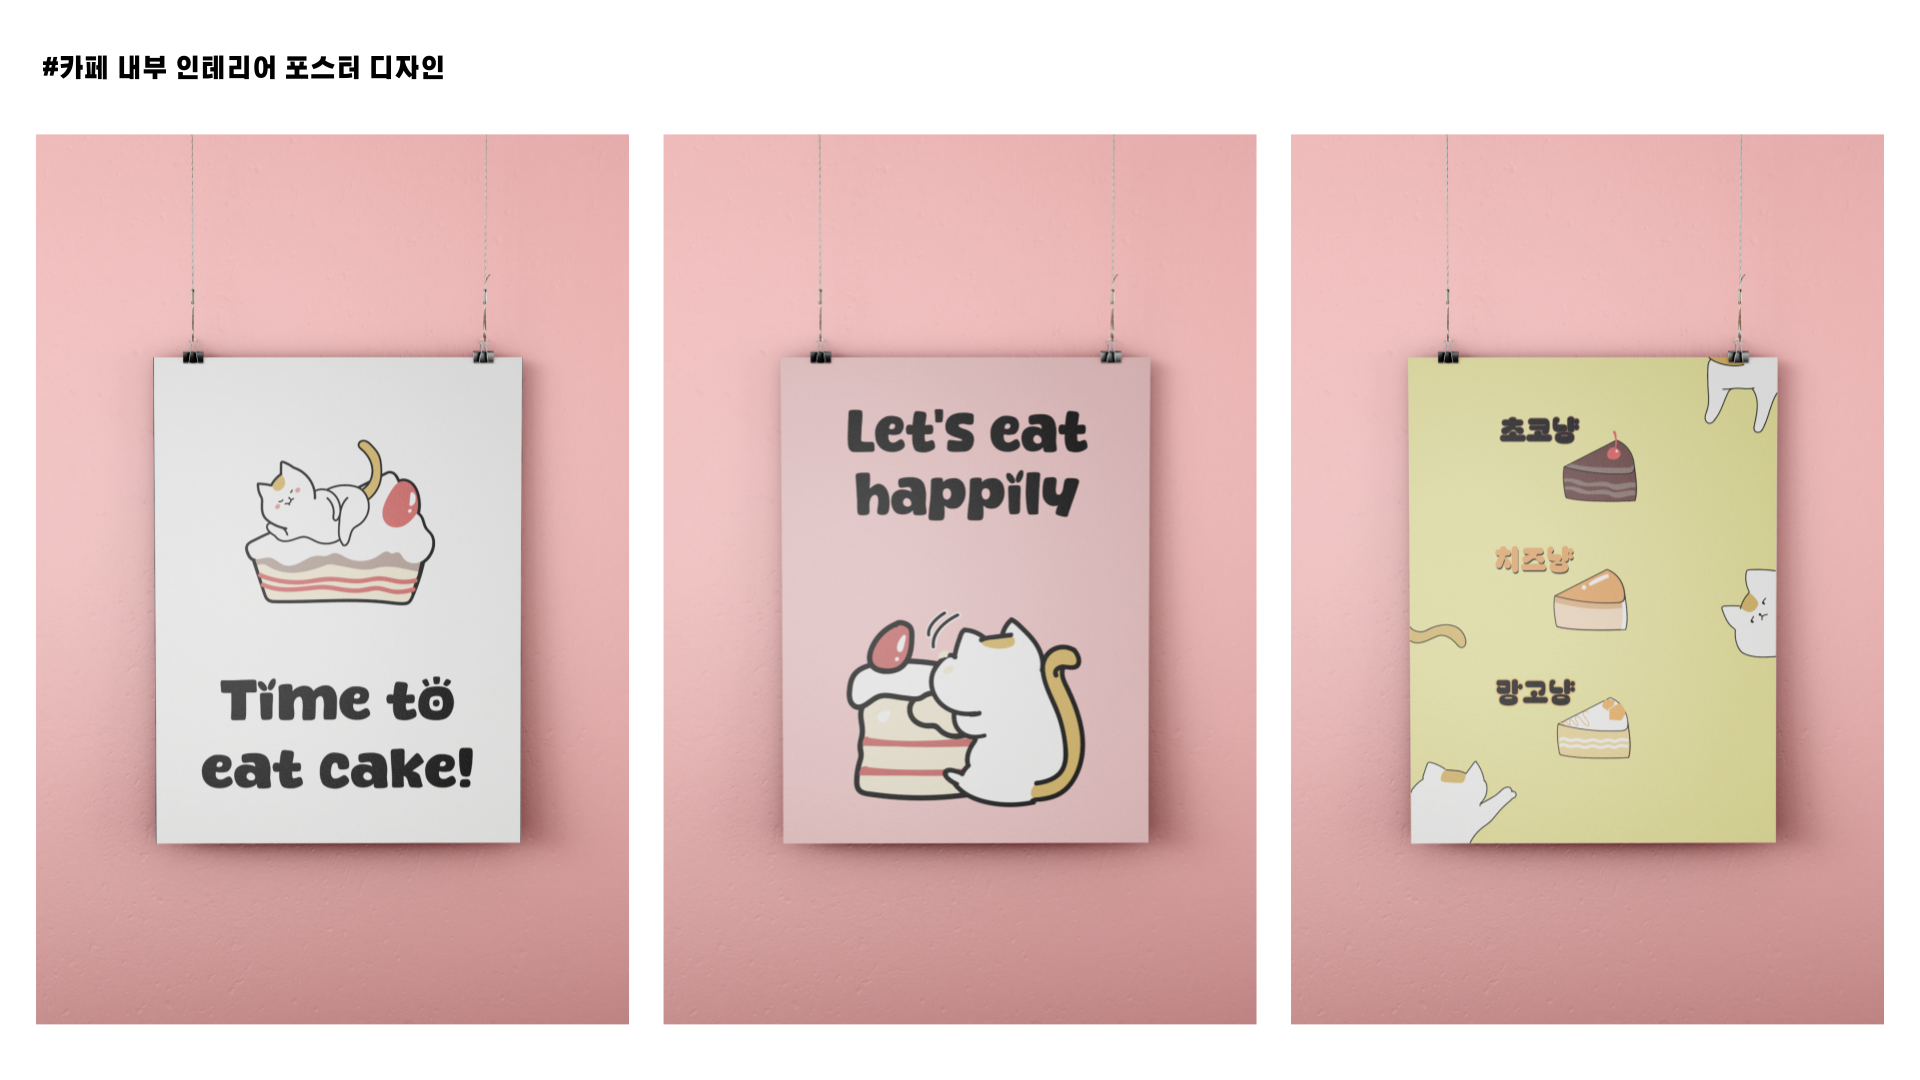 #카페 내부 인테리어 포스터 디자인
Time to
eat cake!
Let's eat
happily
초코냥
치즈냥
망고냥